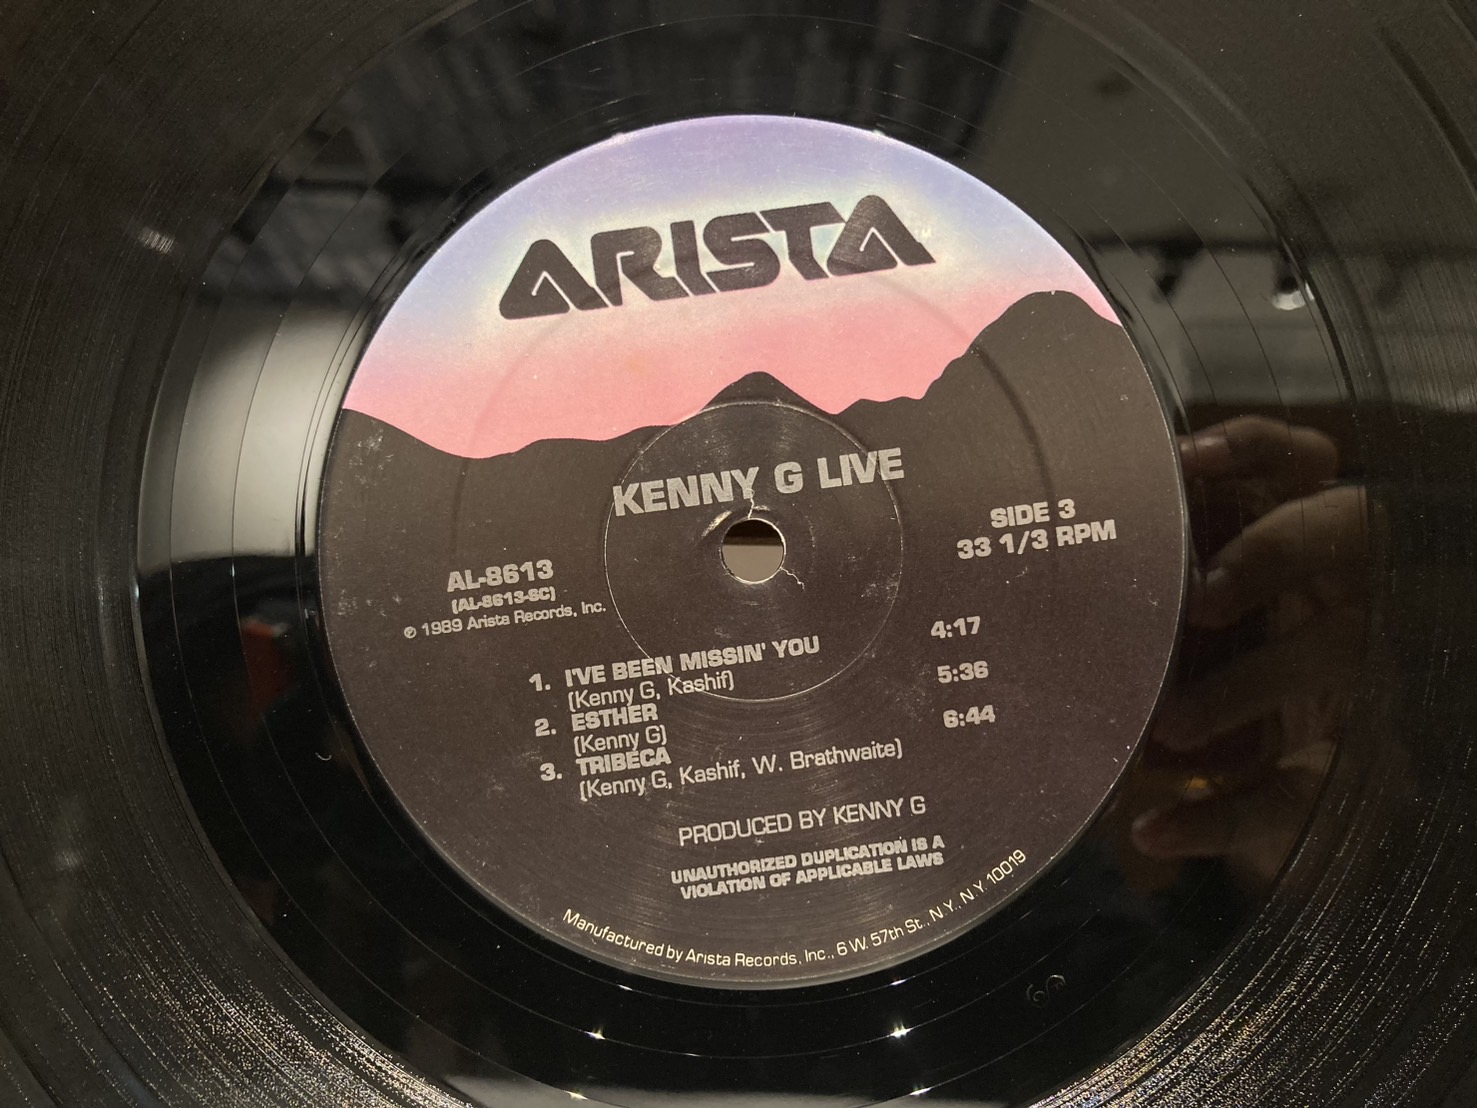 ARISTA
KENNY G LIVE
SIDE 3
33 1/3 RPM
AL-8613
(AL-8613-SC)
℗ 1989 Arista Records, Inc.
1. I'VE BEEN MISSIN' YOU 4:17
(Kenny G, Kashif)
2. ESTHER 5:36
(Kenny G)
3. TRIBECA 6:44
(Kenny G, Kashif, W. Brathwaite)
PRODUCED BY KENNY G
UNAUTHORIZED DUPLICATION IS A
VIOLATION OF APPLICABLE LAWS
Manufactured by Arista Records, Inc., 6 W. 57th St., N.Y., N.Y. 10019